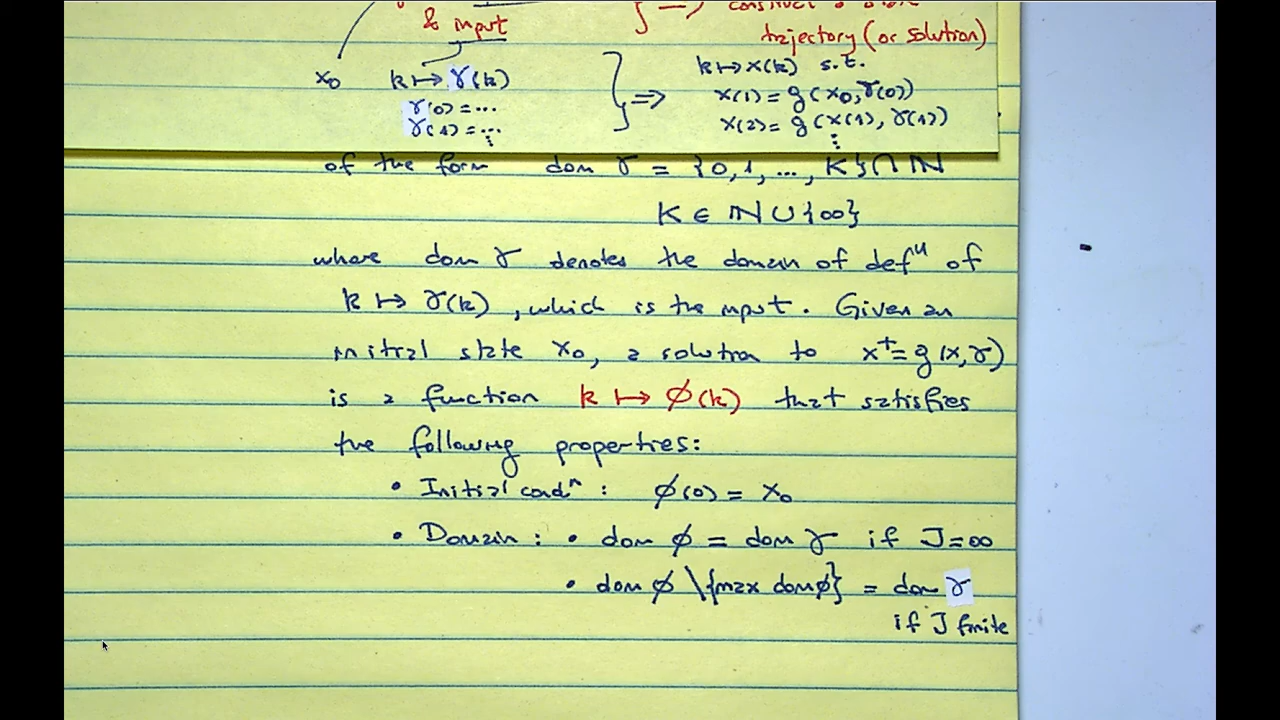 & input
trajectory (or solution)
x₀ k ↦ γ(k) k ↦ x(k) s.t.
γ(0) = ... ⇒ x(1) = g(x₀, γ(0))
γ(1) = ... x(2) = g(x(1), γ(1))
⋮ ⋮
of the form dom γ = {0, 1, ..., K} ∩ ℕ
K ∈ ℕ ∪ {∞}
where dom γ denotes the domain of defⁿ of
k ↦ γ(k), which is the input. Given an
initial state x₀, a solution to x⁺ = g(x, γ)
is a function k ↦ ϕ(k) that satisfies
the following properties:
• Initial condⁿ : ϕ(0) = x₀
• Domain : • dom ϕ = dom γ if J = ∞
• dom ϕ \ {max dom ϕ} = dom γ
if J finite